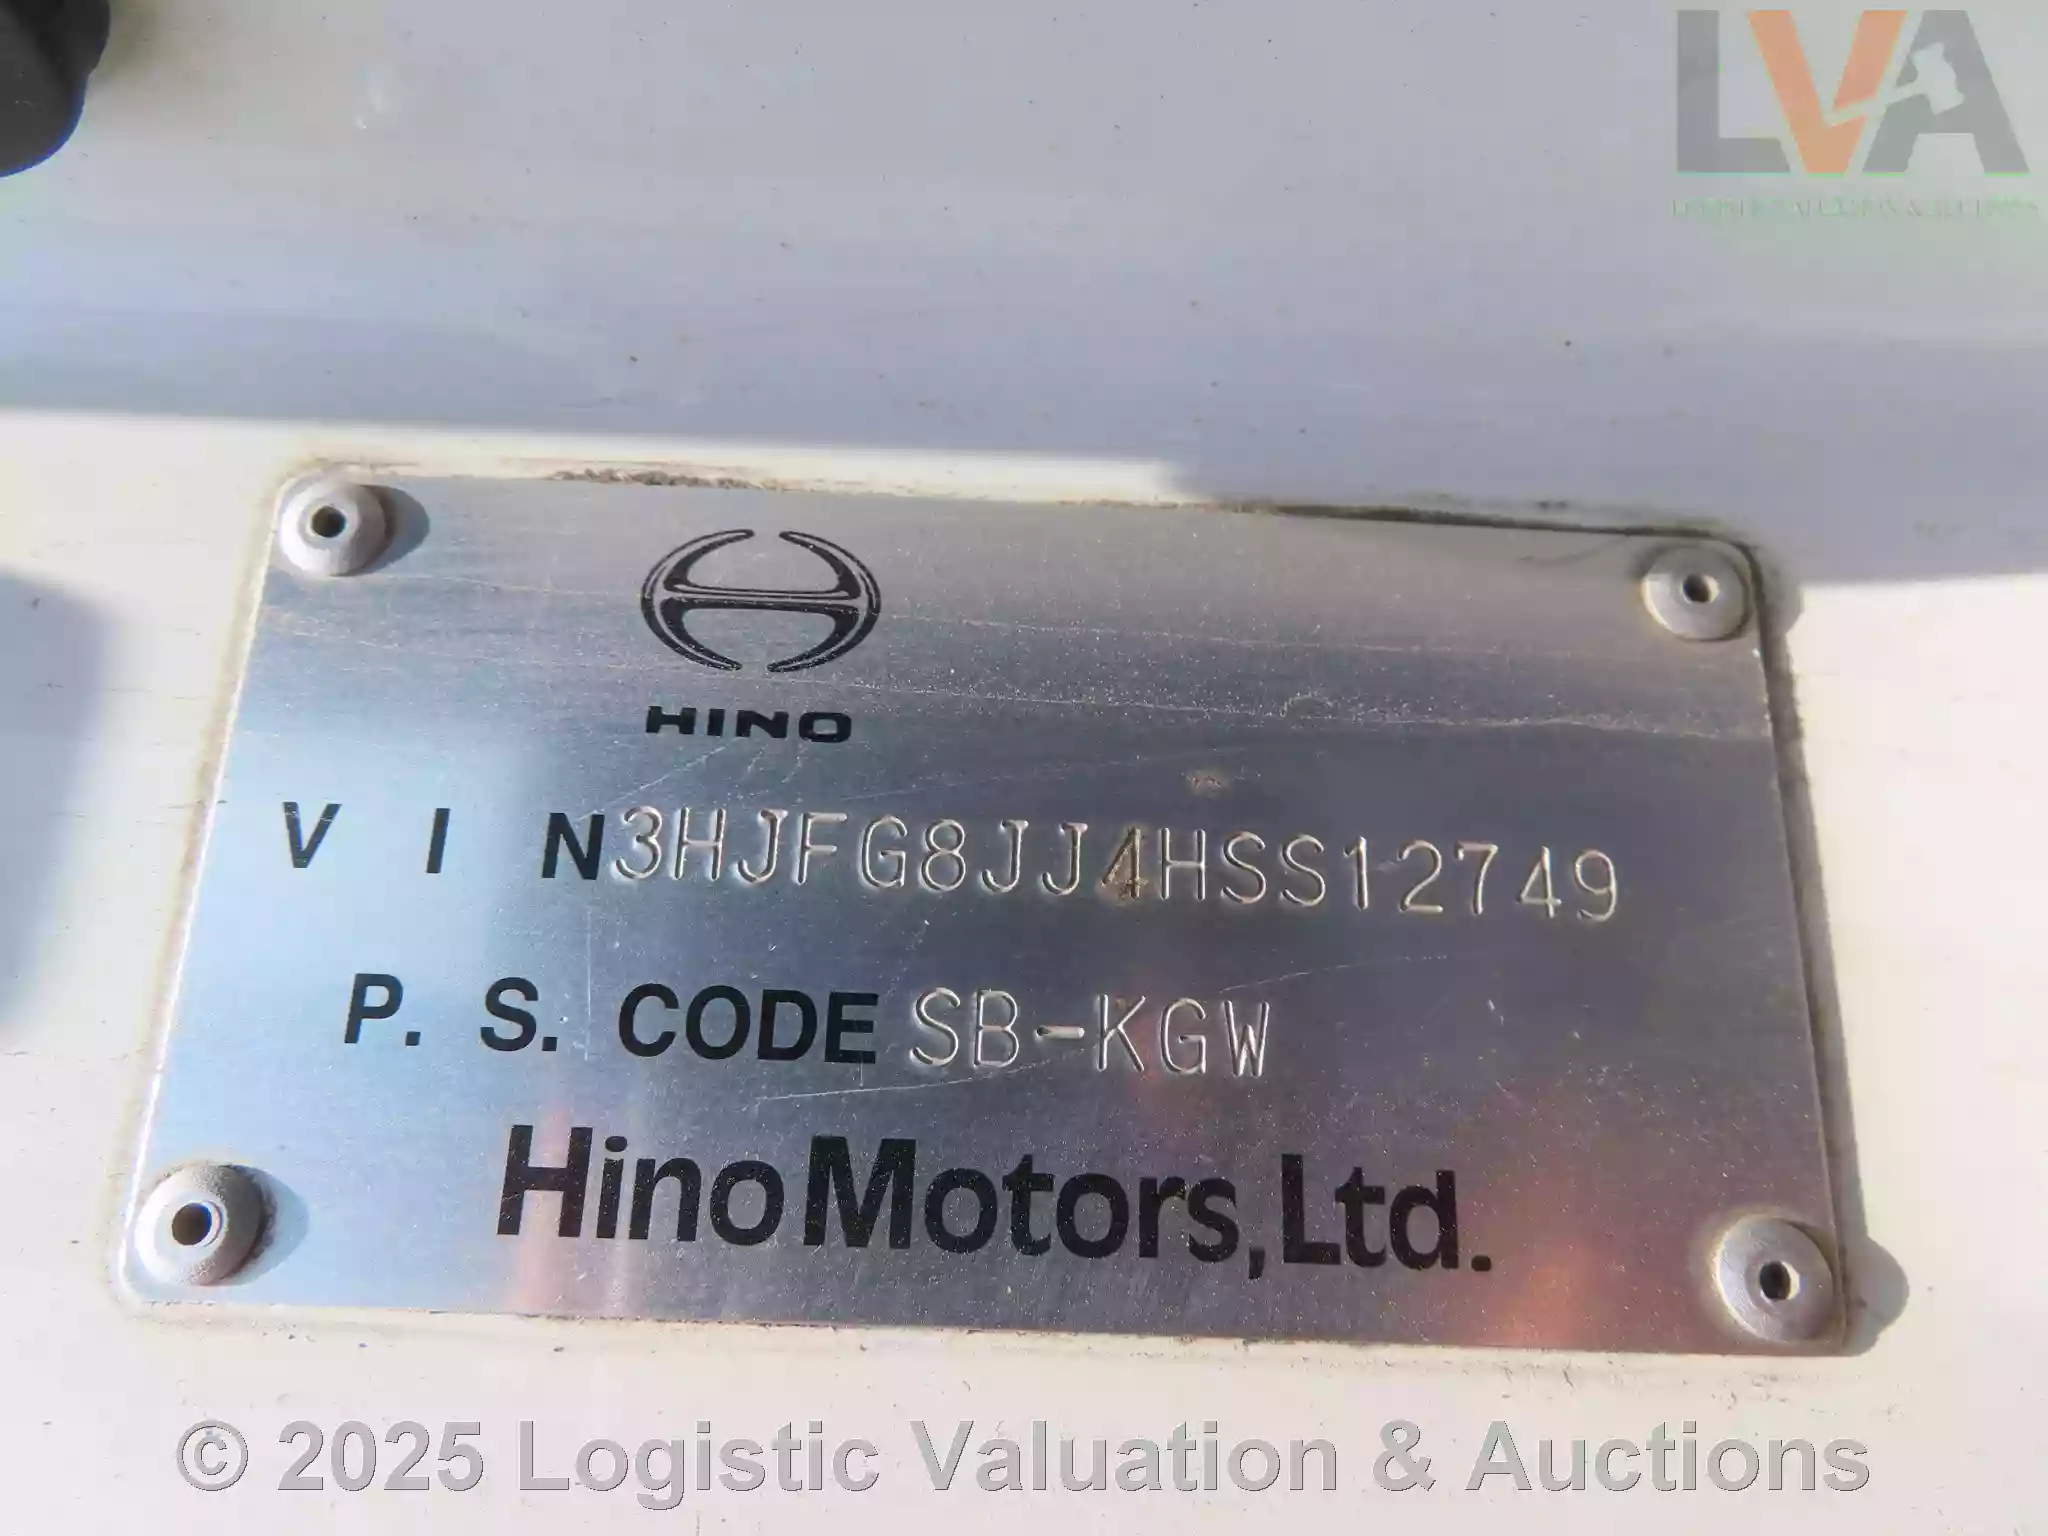 LVA
HINO
V I N 3HJFG8JJ4HSS12749
P. S. CODE SB-KGW
Hino Motors, Ltd.
© 2025 Logistic Valuation & Auctions